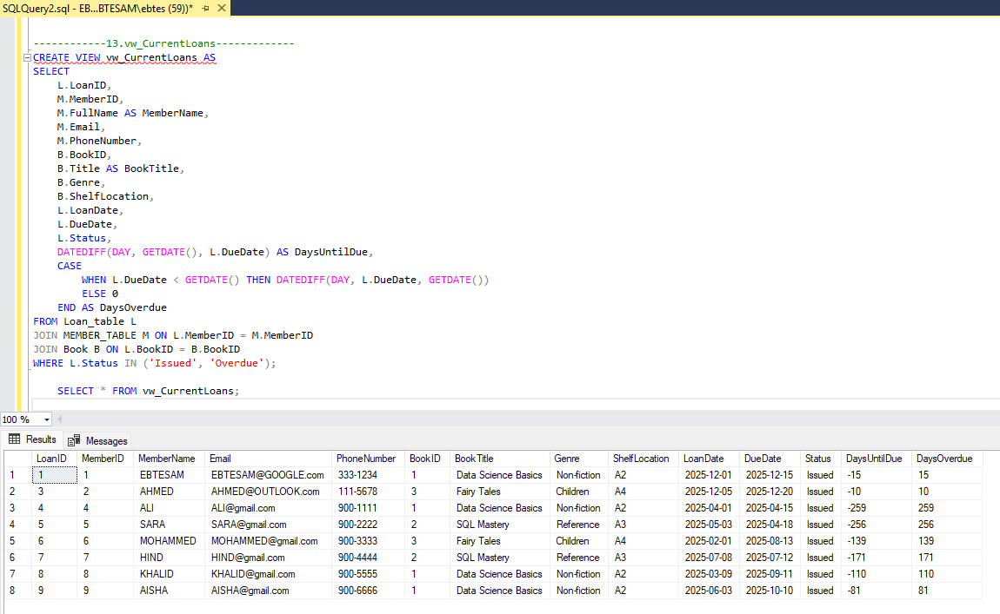 SQLQuery2.sql - EB...BTESAM\ebtes (59))*
------------13.vw_CurrentLoans-------------
CREATE VIEW vw_CurrentLoans AS
SELECT
L.LoanID,
M.MemberID,
M.FullName AS MemberName,
M.Email,
M.PhoneNumber,
B.BookID,
B.Title AS BookTitle,
B.Genre,
B.ShelfLocation,
L.LoanDate,
L.DueDate,
L.Status,
DATEDIFF(DAY, GETDATE(), L.DueDate) AS DaysUntilDue,
CASE
WHEN L.DueDate < GETDATE() THEN DATEDIFF(DAY, L.DueDate, GETDATE())
ELSE 0
END AS DaysOverdue
FROM Loan_table L
JOIN MEMBER_TABLE M ON L.MemberID = M.MemberID
JOIN Book B ON L.BookID = B.BookID
WHERE L.Status IN ('Issued', 'Overdue');
SELECT * FROM vw_CurrentLoans;
100 %
Results Messages
LoanID MemberID MemberName Email PhoneNumber BookID BookTitle Genre ShelfLocation LoanDate DueDate Status DaysUntilDue DaysOverdue
1 1 1 EBTESAM EBTESAM@GOOGLE.com 333-1234 1 Data Science Basics Non-fiction A2 2025-12-01 2025-12-15 Issued -15 15
2 3 2 AHMED AHMED@OUTLOOK.com 111-5678 3 Fairy Tales Children A4 2025-12-05 2025-12-20 Issued -10 10
3 4 4 ALI ALI@gmail.com 900-1111 1 Data Science Basics Non-fiction A2 2025-04-01 2025-04-15 Issued -259 259
4 5 5 SARA SARA@gmail.com 900-2222 2 SQL Mastery Reference A3 2025-05-03 2025-04-18 Issued -256 256
5 6 6 MOHAMMED MOHAMMED@gmail.com 900-3333 3 Fairy Tales Children A4 2025-02-01 2025-08-13 Issued -139 139
6 7 7 HIND HIND@gmail.com 900-4444 2 SQL Mastery Reference A3 2025-07-08 2025-07-12 Issued -171 171
7 8 8 KHALID KHALID@gmail.com 900-5555 1 Data Science Basics Non-fiction A2 2025-03-09 2025-09-11 Issued -110 110
8 9 9 AISHA AISHA@gmail.com 900-6666 1 Data Science Basics Non-fiction A2 2025-06-03 2025-10-10 Issued -81 81